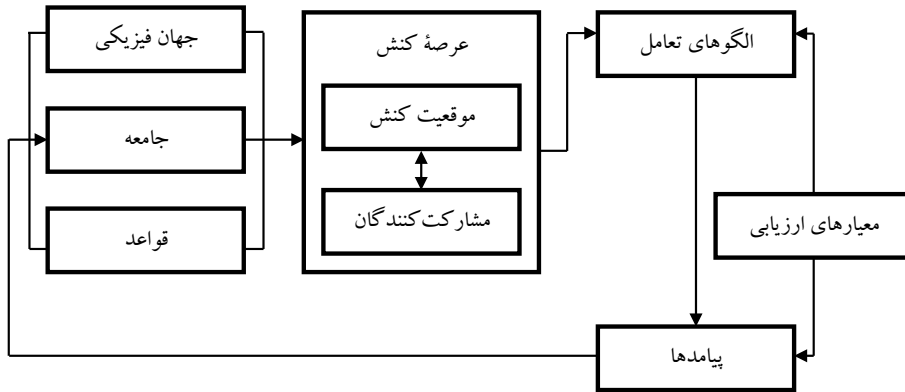 جهان فیزیکی
جامعه
قواعد
عرصهٔ کنش
موقعیت کنش
مشارکت‌کنندگان
الگوهای تعامل
معیارهای ارزیابی
پیامدها